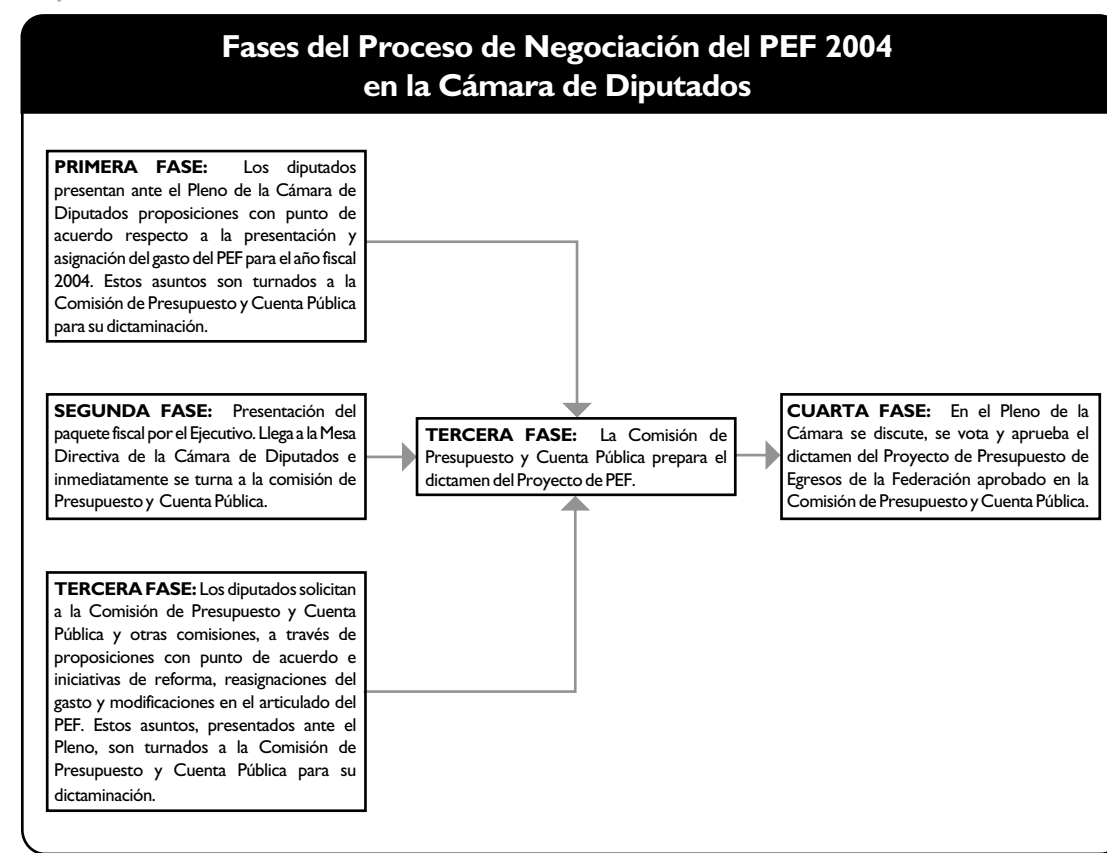 Fases del Proceso de Negociación del PEF 2004
en la Cámara de Diputados
PRIMERA FASE: Los diputados
presentan ante el Pleno de la Cámara de
Diputados proposiciones con punto de
acuerdo respecto a la presentación y
asignación del gasto del PEF para el año fiscal
2004. Estos asuntos son turnados a la
Comisión de Presupuesto y Cuenta Pública
para su dictaminación.
SEGUNDA FASE: Presentación del
paquete fiscal por el Ejecutivo. Llega a la Mesa
Directiva de la Cámara de Diputados e
inmediatamente se turna a la comisión de
Presupuesto y Cuenta Pública.
TERCERA FASE: Los diputados solicitan
a la Comisión de Presupuesto y Cuenta
Pública y otras comisiones, a través de
proposiciones con punto de acuerdo e
iniciativas de reforma, reasignaciones del
gasto y modificaciones en el articulado del
PEF. Estos asuntos, presentados ante el
Pleno, son turnados a la Comisión de
Presupuesto y Cuenta Pública para su
dictaminación.
TERCERA FASE: La Comisión de
Presupuesto y Cuenta Pública prepara el
dictamen del Proyecto de PEF.
CUARTA FASE: En el Pleno de la
Cámara se discute, se vota y aprueba el
dictamen del Proyecto de Presupuesto de
Egresos de la Federación aprobado en la
Comisión de Presupuesto y Cuenta Pública.